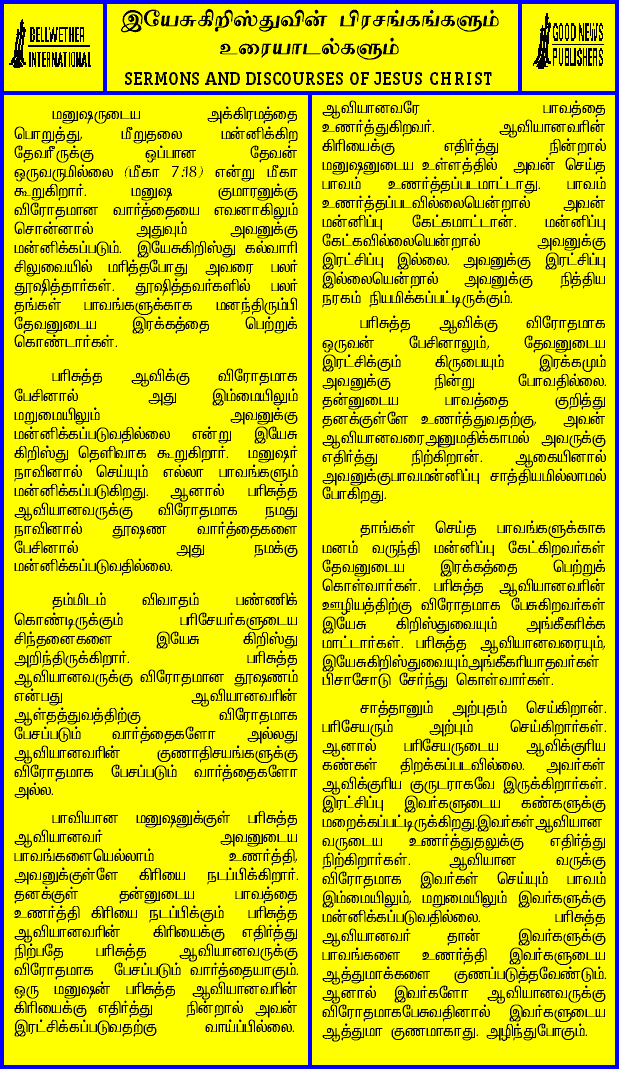 BELLWETHER
INTERNATIONAL
இயேசுகிறிஸ்துவின் பிரசங்கங்களும்
உரையாடல்களும்
SERMONS AND DISCOURSES OF JESUS CHRIST
GOOD NEWS
PUBLISHERS
மனுஷருடைய அக்கிரமத்தை
பொறுத்து, மீறுதலை மன்னிக்கிற
தேவரீருக்கு ஒப்பான தேவன்
ஒருவருமில்லை (மீகா 7:18) என்று மீகா
கூறுகிறார். மனுஷ குமாரனுக்கு
விரோதமான வார்த்தையை எவனாகிலும்
சொன்னால் அதுவும் அவனுக்கு
மன்னிக்கப்படும். இயேசுகிறிஸ்து கல்வாரி
சிலுவையில் மரித்தபோது அவரை பலர்
தூஷித்தார்கள். தூஷித்தவர்களில் பலர்
தங்கள் பாவங்களுக்காக மனந்திரும்பி
தேவனுடைய இரக்கத்தை பெற்றுக்
கொண்டார்கள்.
பரிசுத்த ஆவிக்கு விரோதமாக
பேசினால் அது இம்மையிலும்
மறுமையிலும் அவனுக்கு
மன்னிக்கப்படுவதில்லை என்று இயேசு
கிறிஸ்து தெளிவாக கூறுகிறார். மனுஷர்
நாவினால் செய்யும் எல்லா பாவங்களும்
மன்னிக்கப்படுகிறது. ஆனால் பரிசுத்த
ஆவியானவருக்கு விரோதமாக நமது
நாவினால் தூஷண வார்த்தைகளை
பேசினால் அது நமக்கு
மன்னிக்கப்படுவதில்லை.
தம்மிடம் விவாதம் பண்ணிக்
கொண்டிருக்கும் பரிசேயர்களுடைய
சிந்தனைகளை இயேசு கிறிஸ்து
அறிந்திருக்கிறார். பரிசுத்த
ஆவியானவருக்கு விரோதமான தூஷணம்
என்பது ஆவியானவரின்
ஆள்தத்துவத்திற்கு விரோதமாக
பேசப்படும் வார்த்தைகளோ அல்லது
ஆவியானவரின் குணாதிசயங்களுக்கு
விரோதமாக பேசப்படும் வார்த்தைகளோ
அல்ல.
பாவியான மனுஷனுக்குள் பரிசுத்த
ஆவியானவர் அவனுடைய
பாவங்களையெல்லாம் உணர்த்தி,
அவனுக்குள்ளே கிரியை நடப்பிக்கிறார்.
தனக்குள் தன்னுடைய பாவத்தை
உணர்த்தி கிரியை நடப்பிக்கும் பரிசுத்த
ஆவியானவரின் கிரியைக்கு எதிர்த்து
நிற்பதே பரிசுத்த ஆவியானவருக்கு
விரோதமாக பேசப்படும் வார்த்தையாகும்.
ஒரு மனுஷன் பரிசுத்த ஆவியானவரின்
கிரியைக்கு எதிர்த்து நின்றால் அவன்
இரட்சிக்கப்படுவதற்கு வாய்ப்பில்லை.
ஆவியானவரே பாவத்தை
உணர்த்துகிறவர். ஆவியானவரின்
கிரியைக்கு எதிர்த்து நின்றால்
மனுஷனுடைய உள்ளத்தில் அவன் செய்த
பாவம் உணர்த்தப்படமாட்டாது. பாவம்
உணர்த்தப்படவில்லையென்றால் அவன்
மன்னிப்பு கேட்கமாட்டான். மன்னிப்பு
கேட்கவில்லையென்றால் அவனுக்கு
இரட்சிப்பு இல்லை. அவனுக்கு இரட்சிப்பு
இல்லையென்றால் அவனுக்கு நித்திய
நரகம் நியமிக்கப்பட்டிருக்கும்.
பரிசுத்த ஆவிக்கு விரோதமாக
ஒருவன் பேசினாலும், தேவனுடைய
இரட்சிக்கும் கிருபையும் இரக்கமும்
அவனுக்கு நின்று போவதில்லை.
தன்னுடைய பாவத்தை குறித்து
தனக்குள்ளே உணர்த்துவதற்கு, அவன்
ஆவியானவரைஅனுமதிக்காமல் அவருக்கு
எதிர்த்து நிற்கிறான். ஆகையினால்
அவனுக்குபாவமன்னிப்பு சாத்தியமில்லாமல்
போகிறது.
தாங்கள் செய்த பாவங்களுக்காக
மனம் வருந்தி மன்னிப்பு கேட்கிறவர்கள்
தேவனுடைய இரக்கத்தை பெற்றுக்
கொள்வார்கள். பரிசுத்த ஆவியானவரின்
ஊழியத்திற்கு விரோதமாக பேசுகிறவர்கள்
இயேசு கிறிஸ்துவையும் அங்கீகரிக்க
மாட்டார்கள். பரிசுத்த ஆவியானவரையும்,
இயேசுகிறிஸ்துவையும்அங்கீகரியாதவர்கள்
பிசாசோடு சேர்ந்து கொள்வார்கள்.
சாத்தானும் அற்புதம் செய்கிறான்.
பரிசேயரும் அற்பும் செய்கிறார்கள்.
ஆனால் பரிசேயருடைய ஆவிக்குரிய
கண்கள் திறக்கப்படவில்லை. அவர்கள்
ஆவிக்குரிய குருடராகவே இருக்கிறார்கள்.
இரட்சிப்பு இவர்களுடைய கண்களுக்கு
மறைக்கப்பட்டிருக்கிறது.இவர்கள்ஆவியான
வருடைய உணர்த்துதலுக்கு எதிர்த்து
நிற்கிறார்கள். ஆவியான வருக்கு
விரோதமாக இவர்கள் செய்யும் பாவம்
இம்மையிலும், மறுமையிலும் இவர்களுக்கு
மன்னிக்கப்படுவதில்லை. பரிசுத்த
ஆவியானவர் தான் இவர்களுக்கு
பாவங்களை உணர்த்தி இவர்களுடைய
ஆத்துமாக்களை குணப்படுத்தவேண்டும்.
ஆனால் இவர்களோ ஆவியானவருக்கு
விரோதமாகபேசுவதினால் இவர்களுடைய
ஆத்துமா குணமாகாது. அழிந்துபோகும்.